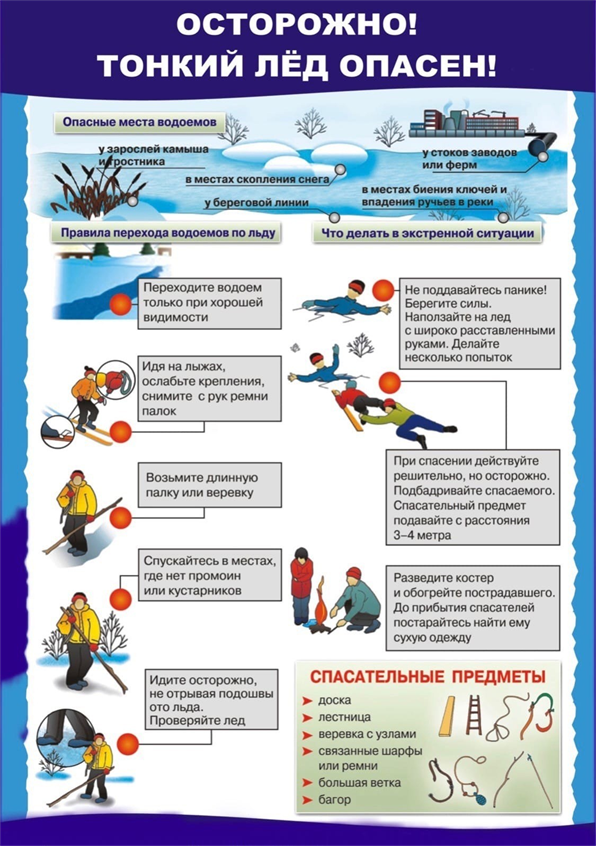 ОСТОРОЖНО!
ТОНКИЙ ЛЁД ОПАСЕН!
Опасные места водоемов
у зарослей камыша
и тростника
в местах скопления снега
у береговой линии
у стоков заводов
или ферм
в местах биения ключей и
впадения ручьев в реки
Правила перехода водоемов по льду
Переходите водоем
только при хорошей
видимости
Идя на лыжах,
ослабьте крепления,
снимите с рук ремни
палок
Возьмите длинную
палку или веревку
Спускайтесь в местах,
где нет промоин
или кустарников
Идите осторожно,
не отрывая подошвы
ото льда.
Проверяйте лед
Что делать в экстренной ситуации
Не поддавайтесь панике!
Берегите силы.
Наползайте на лед
с широко расставленными
руками. Делайте
несколько попыток
При спасении действуйте
решительно, но осторожно.
Подбадривайте спасаемого.
Спасательный предмет
подавайте с расстояния
3–4 метра
Разведите костер
и обогрейте пострадавшего.
До прибытия спасателей
постарайтесь найти ему
сухую одежду
СПАСАТЕЛЬНЫЕ ПРЕДМЕТЫ
доска
лестница
веревка с узлами
связанные шарфы
или ремни
большая ветка
багор